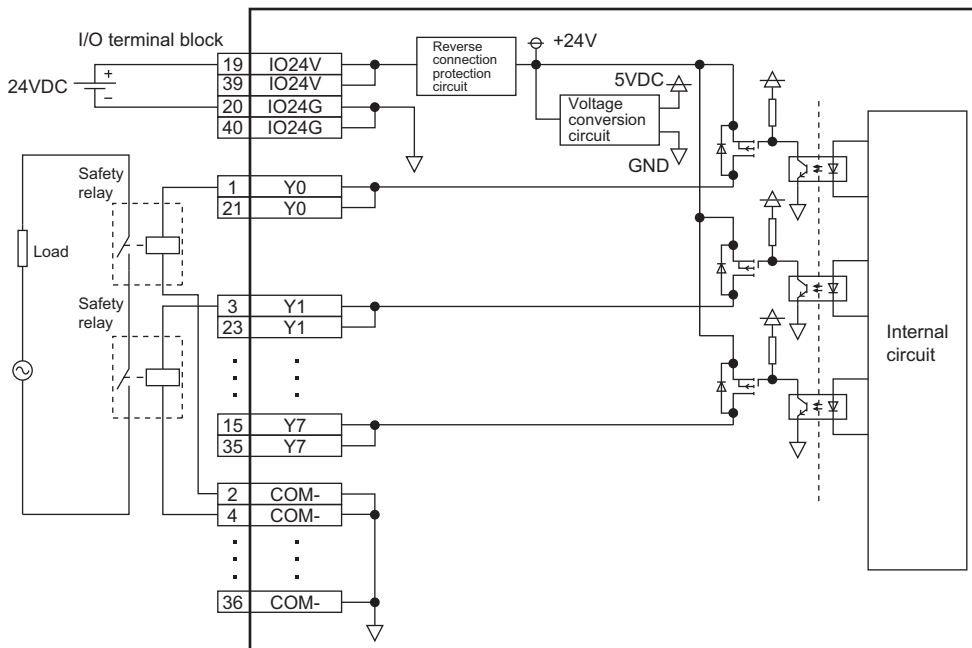 I/O terminal block
24VDC
+
−
19 IO24V
39 IO24V
20 IO24G
40 IO24G
Reverse
connection
protection
circuit
+24V
5VDC
Voltage
conversion
circuit
GND
Safety
relay
1 Y0
21 Y0
Load
Safety
relay
3 Y1
23 Y1
15 Y7
35 Y7
2 COM-
4 COM-
36 COM-
Internal
circuit